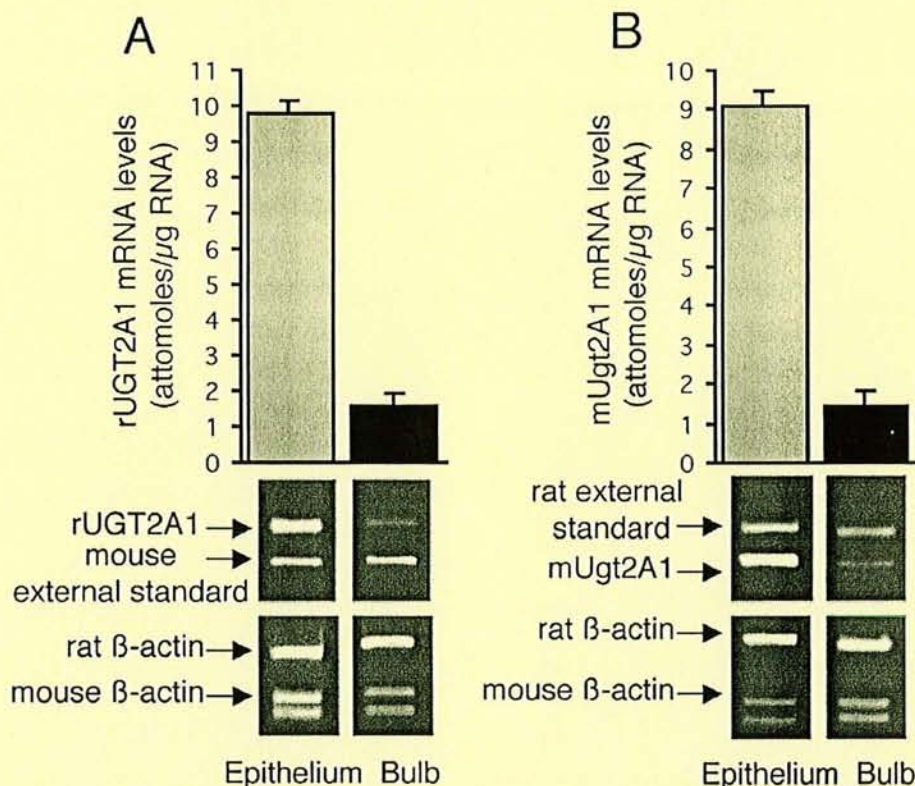 A
rUGT2A1 mRNA levels
(attomoles/µg RNA)
11
10
9
8
7
6
5
4
3
2
1
0
rUGT2A1
mouse
external standard
rat ß-actin
mouse ß-actin
Epithelium Bulb
B
mUgt2A1 mRNA levels
(attomoles/µg RNA)
10
9
8
7
6
5
4
3
2
1
0
rat external
standard
mUgt2A1
rat ß-actin
mouse ß-actin
Epithelium Bulb